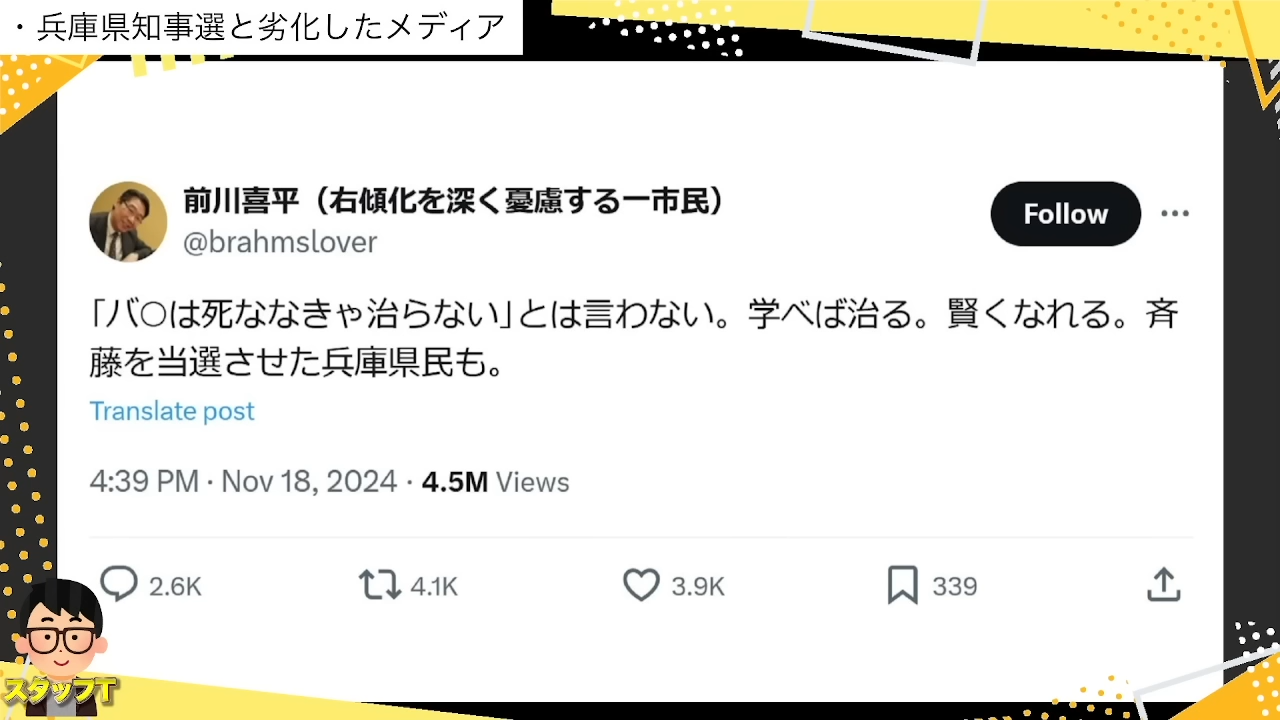 ・兵庫県知事選と劣化したメディア
前川喜平（右傾化を深く憂慮する一市民）
@brahmslover
Follow
「バ○は死ななきゃ治らない」とは言わない。学べば治る。賢くなれる。斉
藤を当選させた兵庫県民も。
Translate post
4:39 PM · Nov 18, 2024 · 4.5M Views
2.6K
4.1K
3.9K
339
スタッフT